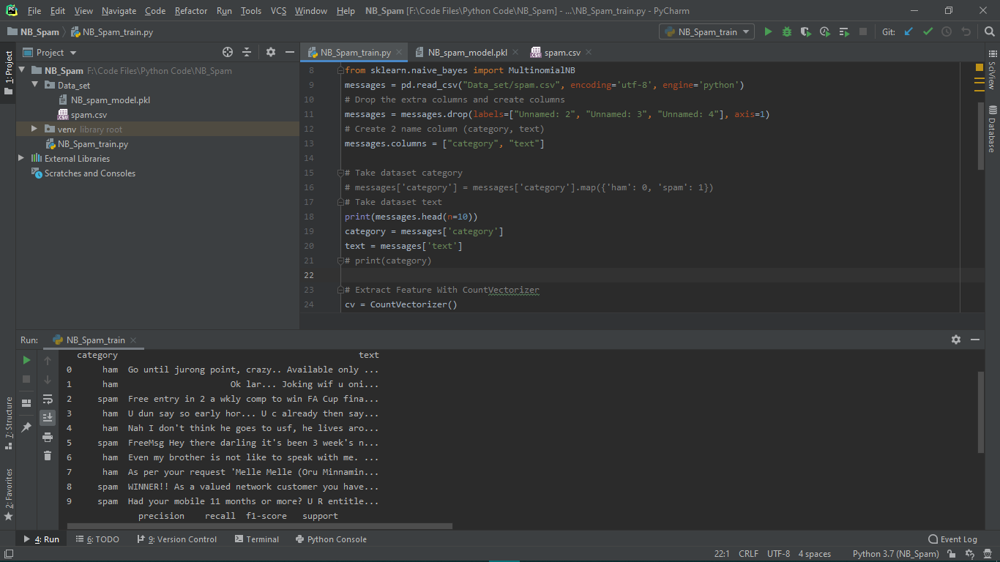 File Edit View Navigate Code Refactor Run Tools VCS Window Help NB_Spam [F:\Code Files\Python Code\NB_Spam] - ...\NB_Spam_train.py - PyCharm
NB_Spam NB_Spam_train.py NB_Spam_train Git:
1: Project
Project
NB_Spam F:\Code Files\Python Code\NB_Spam
Data_set
NB_spam_model.pkl
spam.csv
venv library root
NB_Spam_train.py
External Libraries
Scratches and Consoles
NB_Spam_train.py NB_spam_model.pkl spam.csv
8 from sklearn.naive_bayes import MultinomialNB
9 messages = pd.read_csv("Data_set/spam.csv", encoding='utf-8', engine='python')
10 # Drop the extra columns and create columns
11 messages = messages.drop(labels=["Unnamed: 2", "Unnamed: 3", "Unnamed: 4"], axis=1)
12 # Create 2 name column (category, text)
13 messages.columns = ["category", "text"]
14
15 # Take dataset category
16 # messages['category'] = messages['category'].map({'ham': 0, 'spam': 1})
17 # Take dataset text
18 print(messages.head(n=10))
19 category = messages['category']
20 text = messages['text']
21 # print(category)
22
23 # Extract Feature With CountVectorizer
24 cv = CountVectorizer()
SciView
Database
Run: NB_Spam_train
category text
0 ham Go until jurong point, crazy.. Available only ...
1 ham Ok lar... Joking wif u oni...
2 spam Free entry in 2 a wkly comp to win FA Cup fina...
3 ham U dun say so early hor... U c already then say...
4 ham Nah I don't think he goes to usf, he lives aro...
5 spam FreeMsg Hey there darling it's been 3 week's n...
6 ham Even my brother is not like to speak with me. ...
7 ham As per your request 'Melle Melle (Oru Minnamin...
8 spam WINNER!! As a valued network customer you have...
9 spam Had your mobile 11 months or more? U R entitle...
precision recall f1-score support
7: Structure
2: Favorites
4: Run 6: TODO 9: Version Control Terminal Python Console Event Log
22:1 CRLF UTF-8 4 spaces Python 3.7 (NB_Spam)